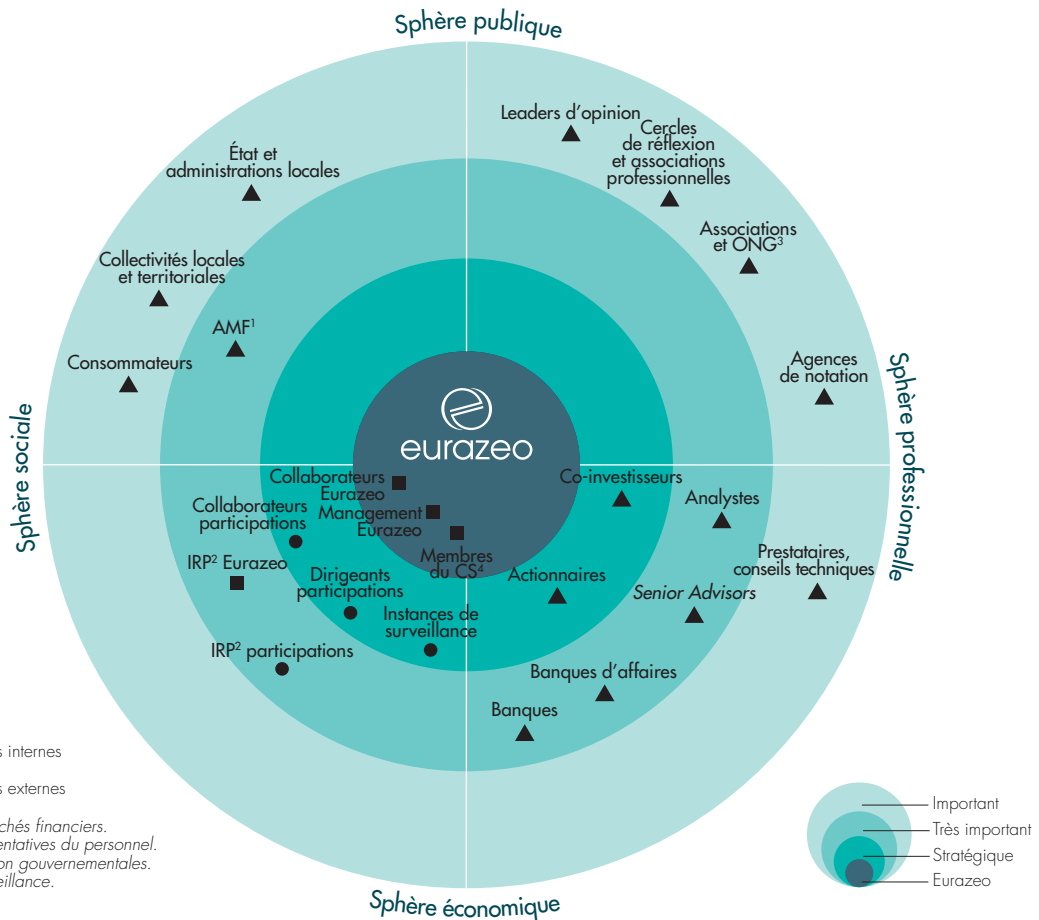 Sphère publique
Leaders d'opinion
Cercles
de réflexion
et associations
professionnelles
État et
administrations locales
Associations
et ONG³
Collectivités locales
et territoriales
AMF¹
Consommateurs
Agences
de notation
Sphère sociale
Sphère professionnelle
eurazeo
Collaborateurs
Eurazeo
Management
Eurazeo
Membres
du CS⁴
Collaborateurs
participations
IRP² Eurazeo
Dirigeants
participations
Instances de
surveillance
IRP² participations
Co-investisseurs
Analystes
Prestataires,
conseils techniques
Actionnaires
Senior Advisors
Banques d'affaires
Banques
s internes
s externes
chés financiers.
entatives du personnel.
on gouvernementales.
eillance.
Important
Très important
Stratégique
Eurazeo
Sphère économique